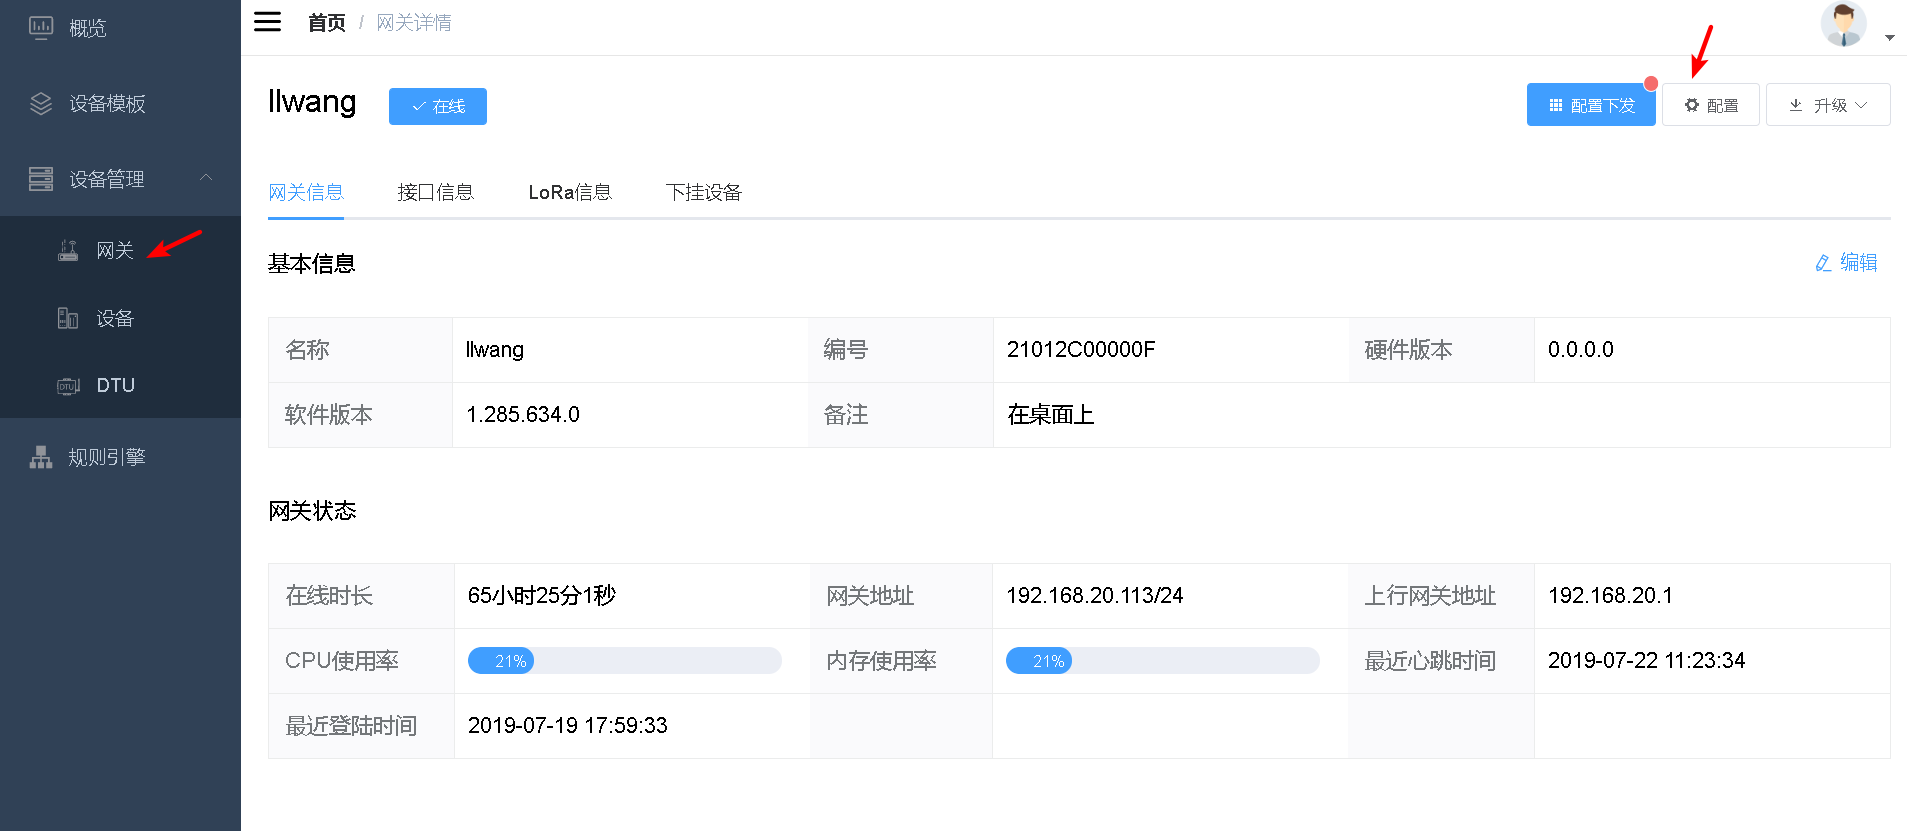 概览
设备模板
设备管理
网关
设备
DTU
规则引擎
首页 / 网关详情
llwang 在线
配置下发 配置 升级
网关信息 接口信息 LoRa信息 下挂设备
基本信息 编辑
名称 llwang 编号 21012C00000F 硬件版本 0.0.0.0
软件版本 1.285.634.0 备注 在桌面上
网关状态
在线时长 65小时25分1秒 网关地址 192.168.20.113/24 上行网关地址 192.168.20.1
CPU使用率 21% 内存使用率 21% 最近心跳时间 2019-07-22 11:23:34
最近登陆时间 2019-07-19 17:59:33